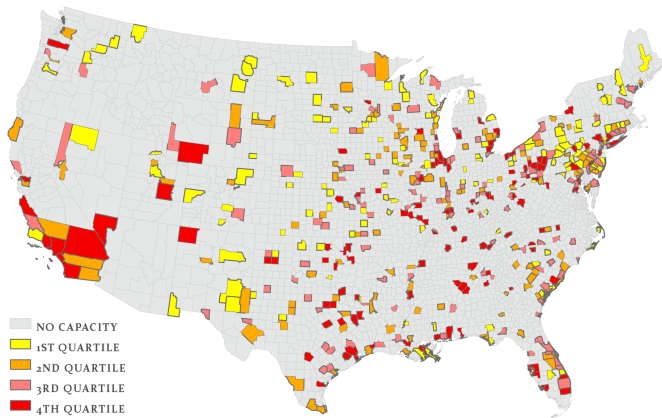 NO CAPACITY
1ST QUARTILE
2ND QUARTILE
3RD QUARTILE
4TH QUARTILE